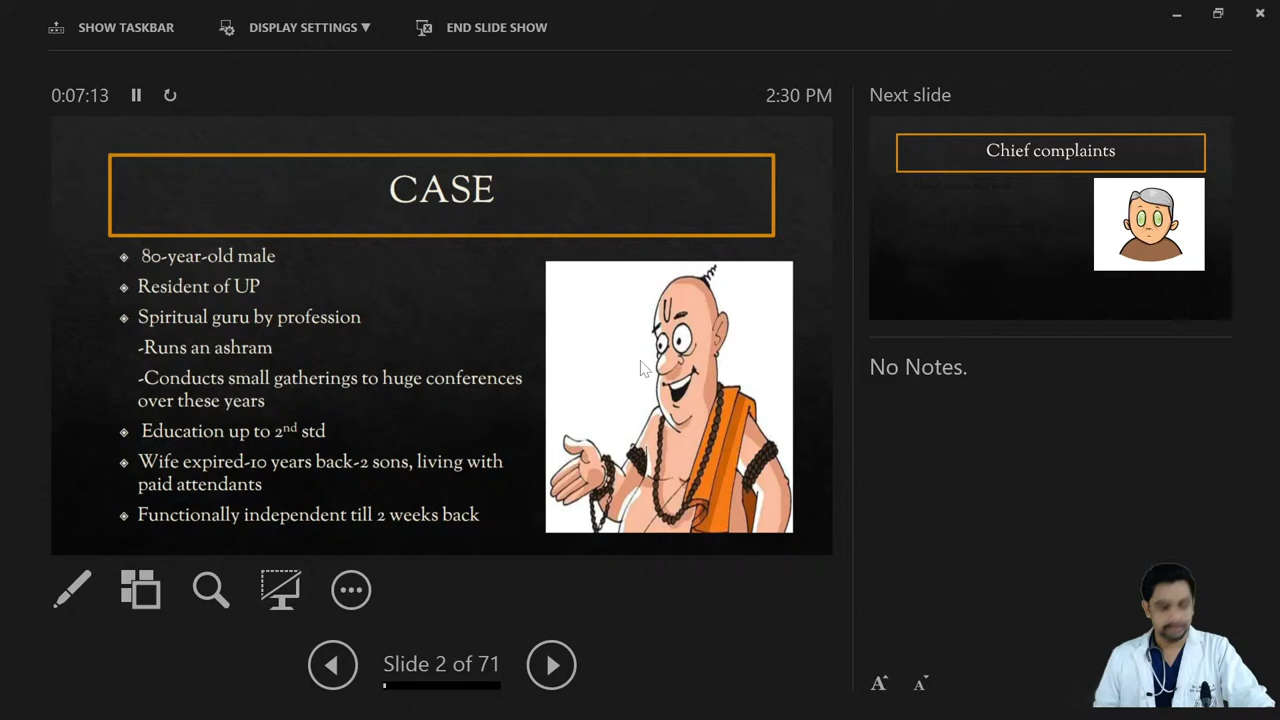 SHOW TASKBAR
DISPLAY SETTINGS ▼
END SLIDE SHOW
0:07:13
2:30 PM
CASE
80-year-old male
Resident of UP
Spiritual guru by profession
-Runs an ashram
-Conducts small gatherings to huge conferences
over these years
Education up to 2nd std
Wife expired-10 years back-2 sons, living with
paid attendants
Functionally independent till 2 weeks back
Slide 2 of 71
Next slide
Chief complaints
No Notes.
A
A